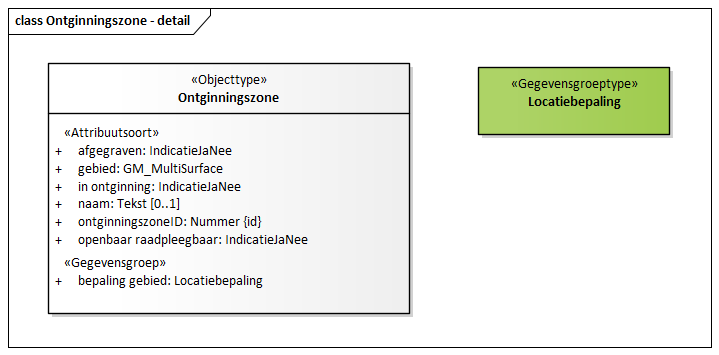 class Ontginningszone - detail
«Objecttype»
Ontginningszone
«Attribuutsoort»
+ afgegraven: IndicatieJaNee
+ gebied: GM_MultiSurface
+ in ontginning: IndicatieJaNee
+ naam: Tekst [0..1]
+ ontginningszoneID: Nummer {id}
+ openbaar raadpleegbaar: IndicatieJaNee
«Gegevensgroep»
+ bepaling gebied: Locatiebepaling
«Gegevensgroeptype»
Locatiebepaling